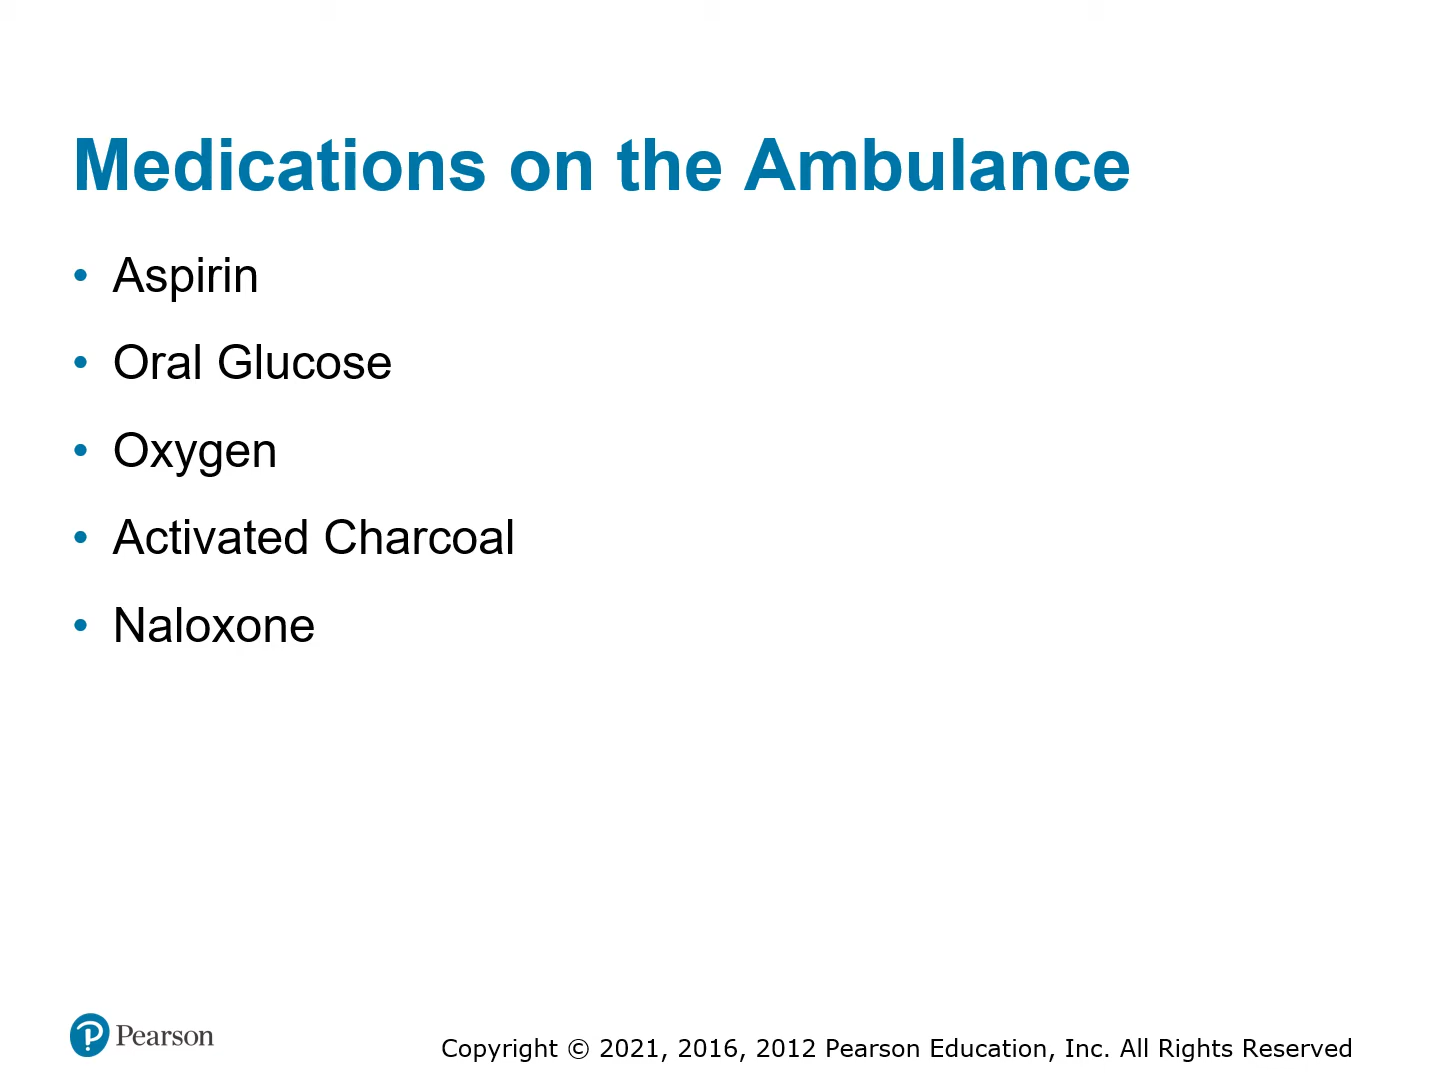 Medications on the Ambulance
• Aspirin
• Oral Glucose
• Oxygen
• Activated Charcoal
• Naloxone
Pearson
Copyright © 2021, 2016, 2012 Pearson Education, Inc. All Rights Reserved